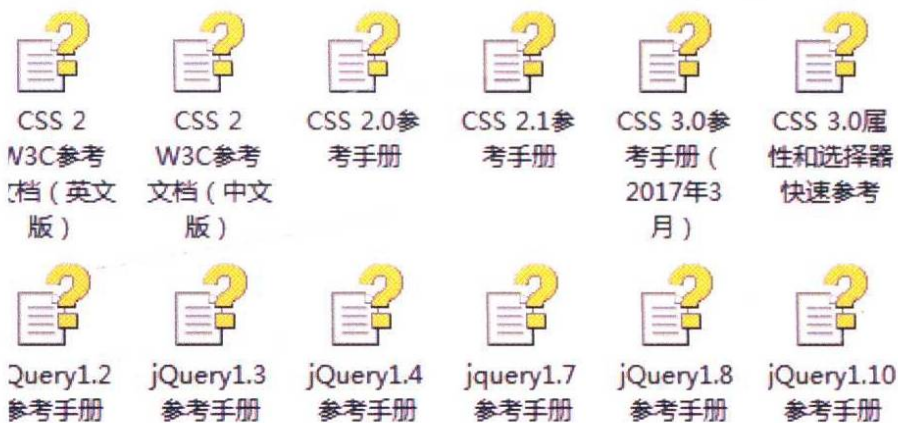 CSS 2
W3C参考
文档（英文
版）
CSS 2
W3C参考
文档（中文
版）
CSS 2.0参
考手册
CSS 2.1参
考手册
CSS 3.0参
考手册（
2017年3
月）
CSS 3.0属
性和选择器
快速参考
Query1.2
参考手册
jQuery1.3
参考手册
jQuery1.4
参考手册
jquery1.7
参考手册
jQuery1.8
参考手册
jQuery1.10
参考手册